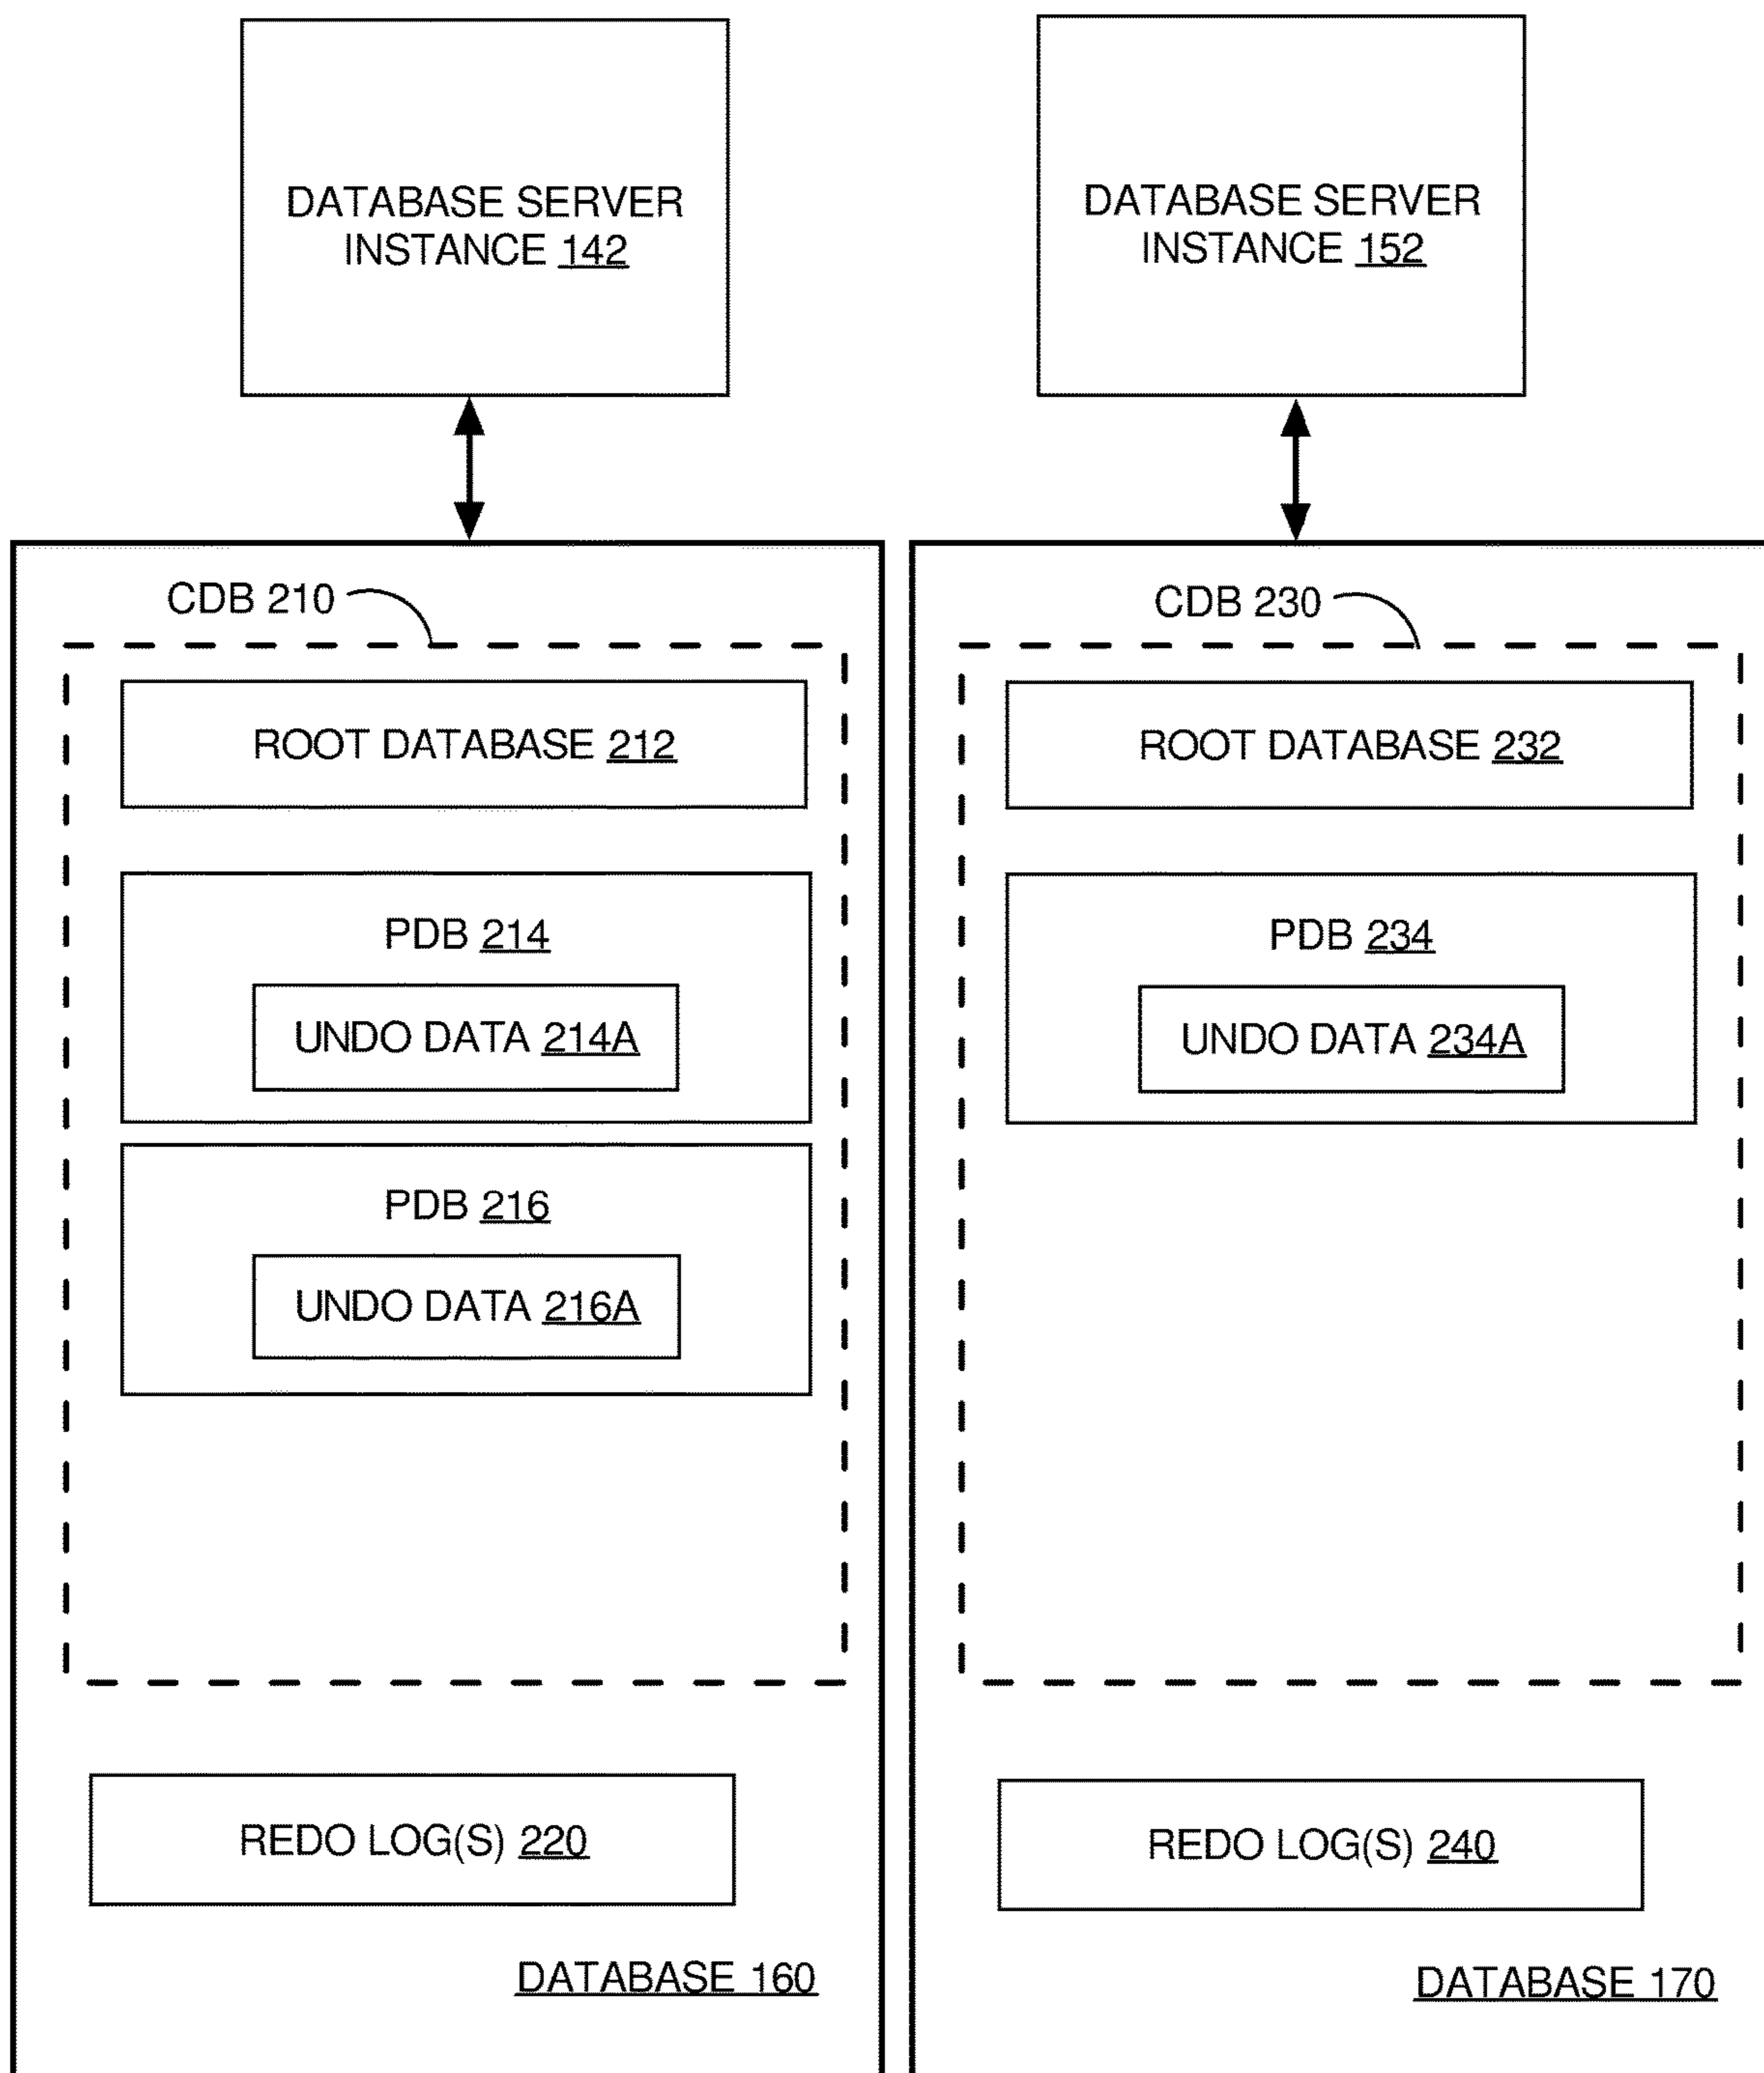 DATABASE SERVER
INSTANCE 142
DATABASE SERVER
INSTANCE 152
CDB 210
ROOT DATABASE 212
PDB 214
UNDO DATA 214A
PDB 216
UNDO DATA 216A
REDO LOG(S) 220
DATABASE 160
CDB 230
ROOT DATABASE 232
PDB 234
UNDO DATA 234A
REDO LOG(S) 240
DATABASE 170